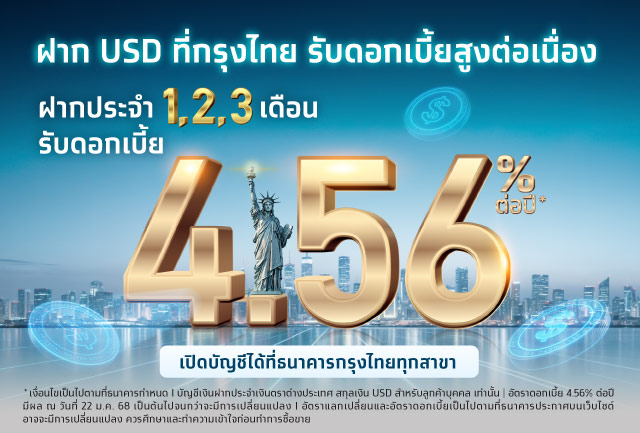 ฝาก USD ที่กรุงไทย รับดอกเบี้ยสูงต่อเนื่อง
ฝากประจำ 1,2,3 เดือน
รับดอกเบี้ย
4.56% ต่อปี*
เปิดบัญชีได้ที่ธนาคารกรุงไทยทุกสาขา
*เงื่อนไขเป็นไปตามที่ธนาคารกำหนด | บัญชีเงินฝากประจำเงินตราต่างประเทศ สกุลเงิน USD สำหรับลูกค้าบุคคล เท่านั้น | อัตราดอกเบี้ย 4.56% ต่อปี
มีผล ณ วันที่ 22 ม.ค. 68 เป็นต้นไปจนกว่าจะมีการเปลี่ยนแปลง | อัตราแลกเปลี่ยนและอัตราดอกเบี้ยเป็นไปตามที่ธนาคารประกาศบนเว็บไซต์
อาจจะมีการเปลี่ยนแปลง ควรศึกษาและทำความเข้าใจก่อนทำการซื้อขาย